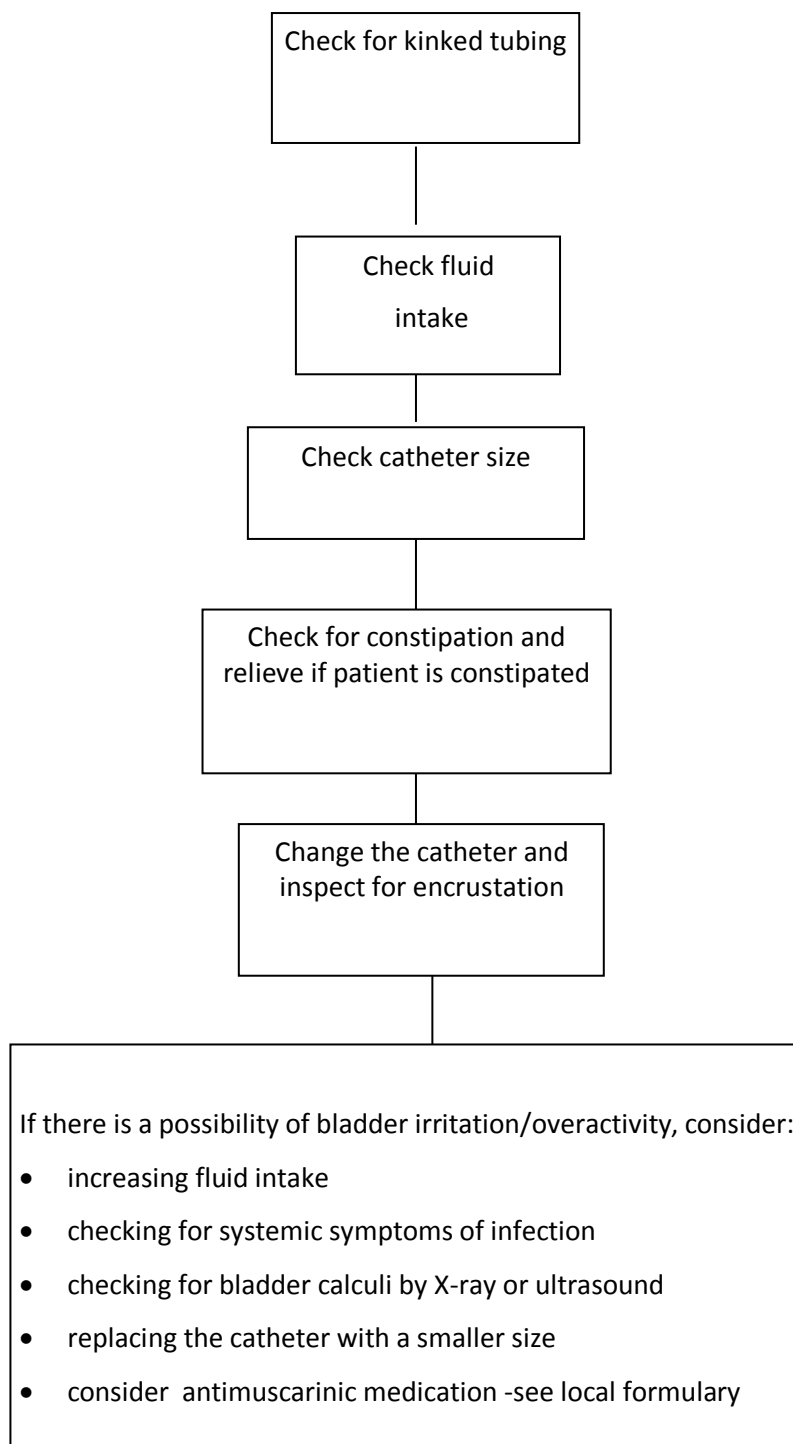 Check for kinked tubing
Check fluid
intake
Check catheter size
Check for constipation and
relieve if patient is constipated
Change the catheter and
inspect for encrustation
If there is a possibility of bladder irritation/overactivity, consider:
• increasing fluid intake
• checking for systemic symptoms of infection
• checking for bladder calculi by X-ray or ultrasound
• replacing the catheter with a smaller size
• consider  antimuscarinic medication -see local formulary